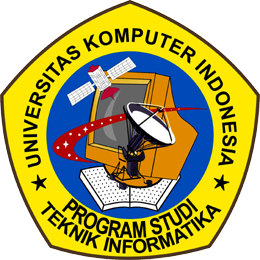 UNIVERSITAS KOMPUTER INDONESIA
PROGRAM STUDI
TEKNIK INFORMATIKA